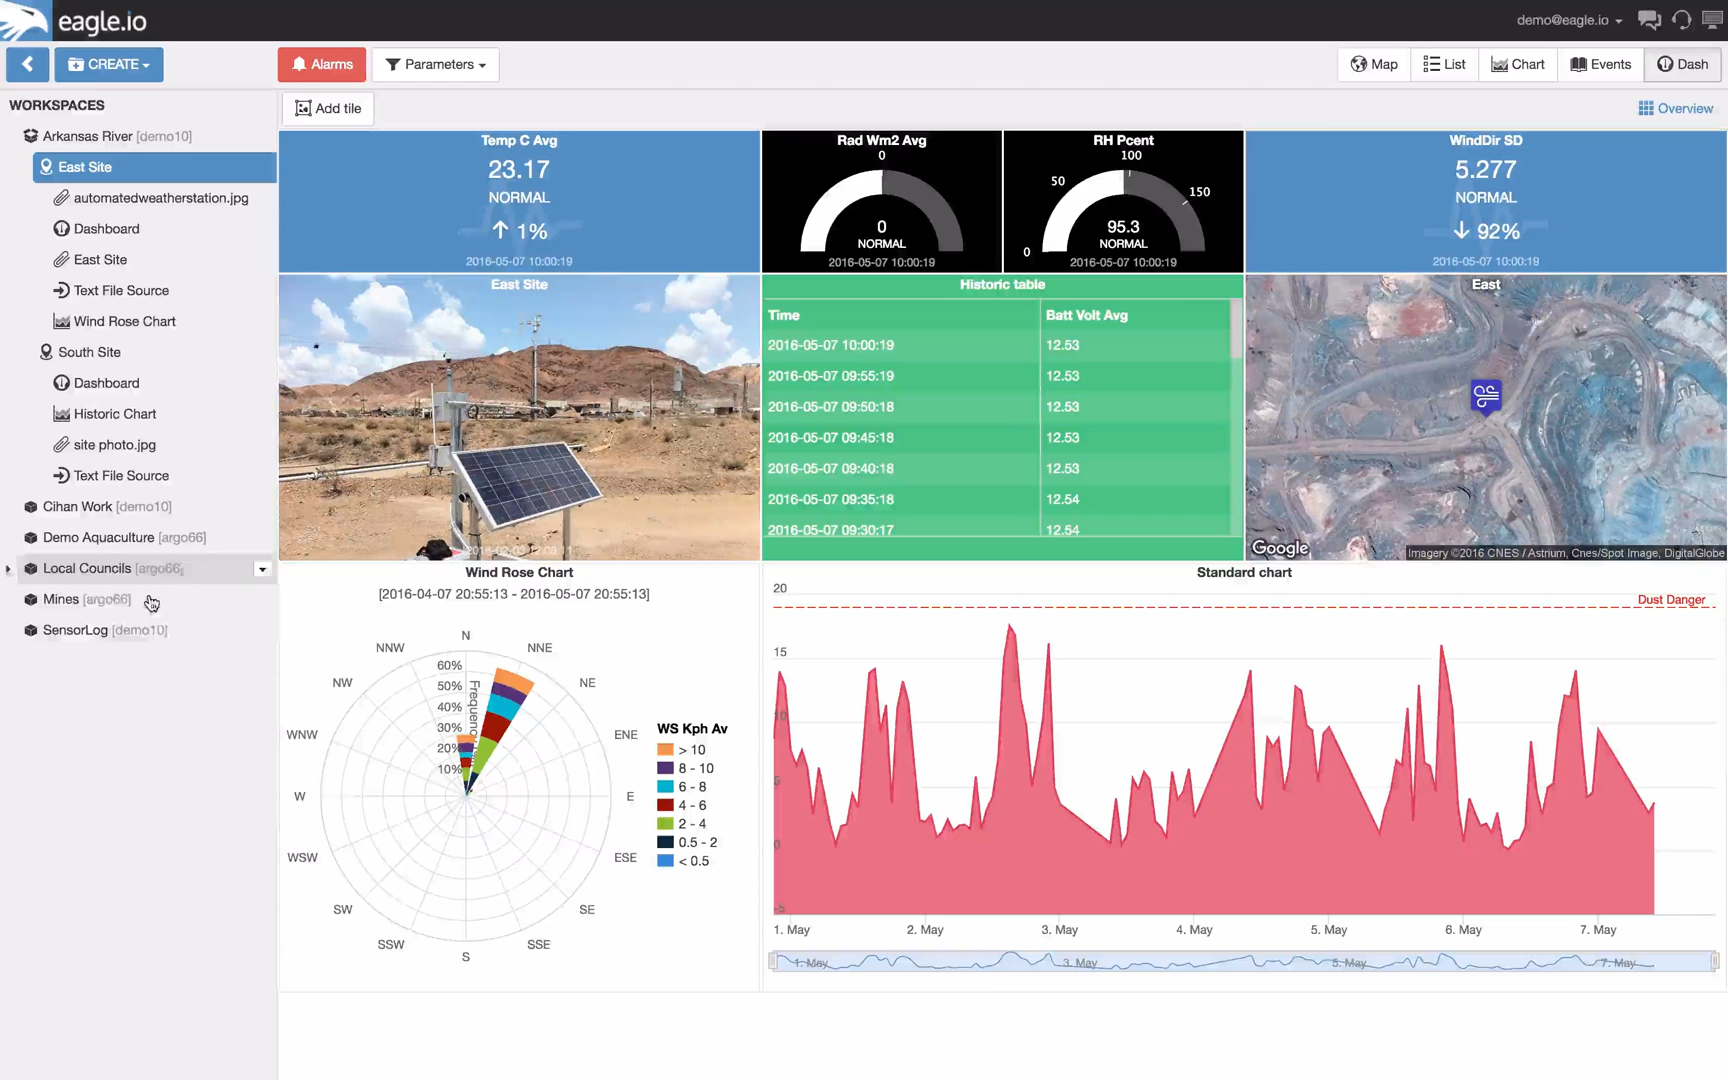 eagle.io
demo@eagle.io
CREATE
Alarms
Parameters
Map
List
Chart
Events
Dash
WORKSPACES
Add tile
Overview
Arkansas River [demo10]
East Site
automatedweatherstation.jpg
Dashboard
East Site
Text File Source
Wind Rose Chart
South Site
Dashboard
Historic Chart
site photo.jpg
Text File Source
Cihan Work [demo10]
Demo Aquaculture [argo66]
Local Councils [argo66]
Mines [argo66]
SensorLog [demo10]
Temp C Avg
23.17
NORMAL
↑ 1%
2016-05-07 10:00:19
Rad Wm2 Avg
0
0
NORMAL
2016-05-07 10:00:19
RH Pcent
100
50
150
0
95.3
NORMAL
2016-05-07 10:00:19
WindDir SD
5.277
NORMAL
↓ 92%
2016-05-07 10:00:19
East Site
Historic table
Time Batt Volt Avg
2016-05-07 10:00:19 12.53
2016-05-07 09:55:19 12.53
2016-05-07 09:50:18 12.53
2016-05-07 09:45:18 12.53
2016-05-07 09:40:18 12.53
2016-05-07 09:35:18 12.54
2016-05-07 09:30:17 12.54
East
Google
Imagery ©2016 CNES / Astrium, Cnes/Spot Image, DigitalGlobe
Wind Rose Chart
[2016-04-07 20:55:13 - 2016-05-07 20:55:13]
N
NNW
NNE
60%
NW
50%
NE
40%
30%
WNW
ENE
20%
10%
W
E
WSW
ESE
SW
SE
SSW
SSE
S
WS Kph Av
> 10
8 - 10
6 - 8
4 - 6
2 - 4
0.5 - 2
< 0.5
Standard chart
20
Dust Danger
15
10
5
0
-5
1. May
2. May
3. May
4. May
5. May
6. May
7. May
1. May
3. May
5. May
7. May